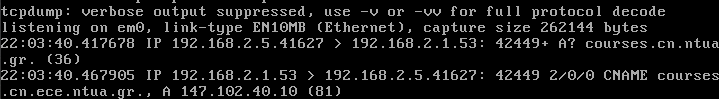 tcpdump: verbose output suppressed, use -v or -vv for full protocol decode
listening on em0, link-type EN10MB (Ethernet), capture size 262144 bytes
22:03:40.417678 IP 192.168.2.5.41627 > 192.168.2.1.53: 42449+ A? courses.cn.ntua
.gr. (36)
22:03:40.467905 IP 192.168.2.1.53 > 192.168.2.5.41627: 42449 2/0/0 CNAME courses
.cn.ece.ntua.gr., A 147.102.40.10 (81)